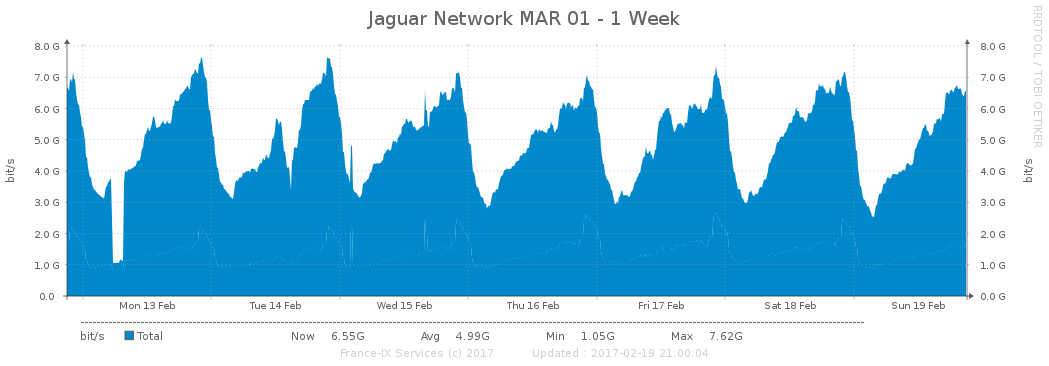 Jaguar Network MAR 01 - 1 Week
RRDTOOL / TOBI OETIKER
bit/s
8.0 G 8.0 G
7.0 G 7.0 G
6.0 G 6.0 G
5.0 G 5.0 G
4.0 G 4.0 G
3.0 G 3.0 G
2.0 G 2.0 G
1.0 G 1.0 G
0.0 0.0 G
bit/s
Mon 13 Feb Tue 14 Feb Wed 15 Feb Thu 16 Feb Fri 17 Feb Sat 18 Feb Sun 19 Feb
bit/s Total Now 6.55G Avg 4.99G Min 1.05G Max 7.62G
France-IX Services (c) 2017 Updated : 2017-02-19 21:00:04